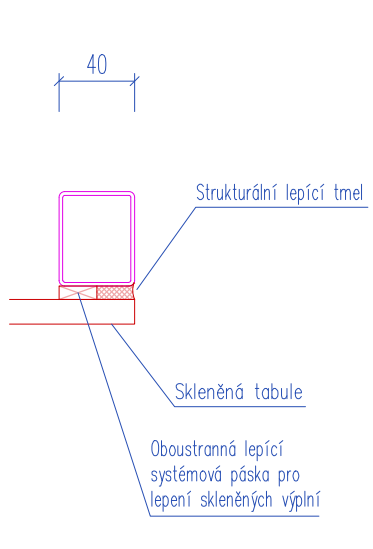 40
Strukturální lepící tmel
Skleněná tabule
Oboustranná lepící
systémová páska pro
lepení skleněných výplní